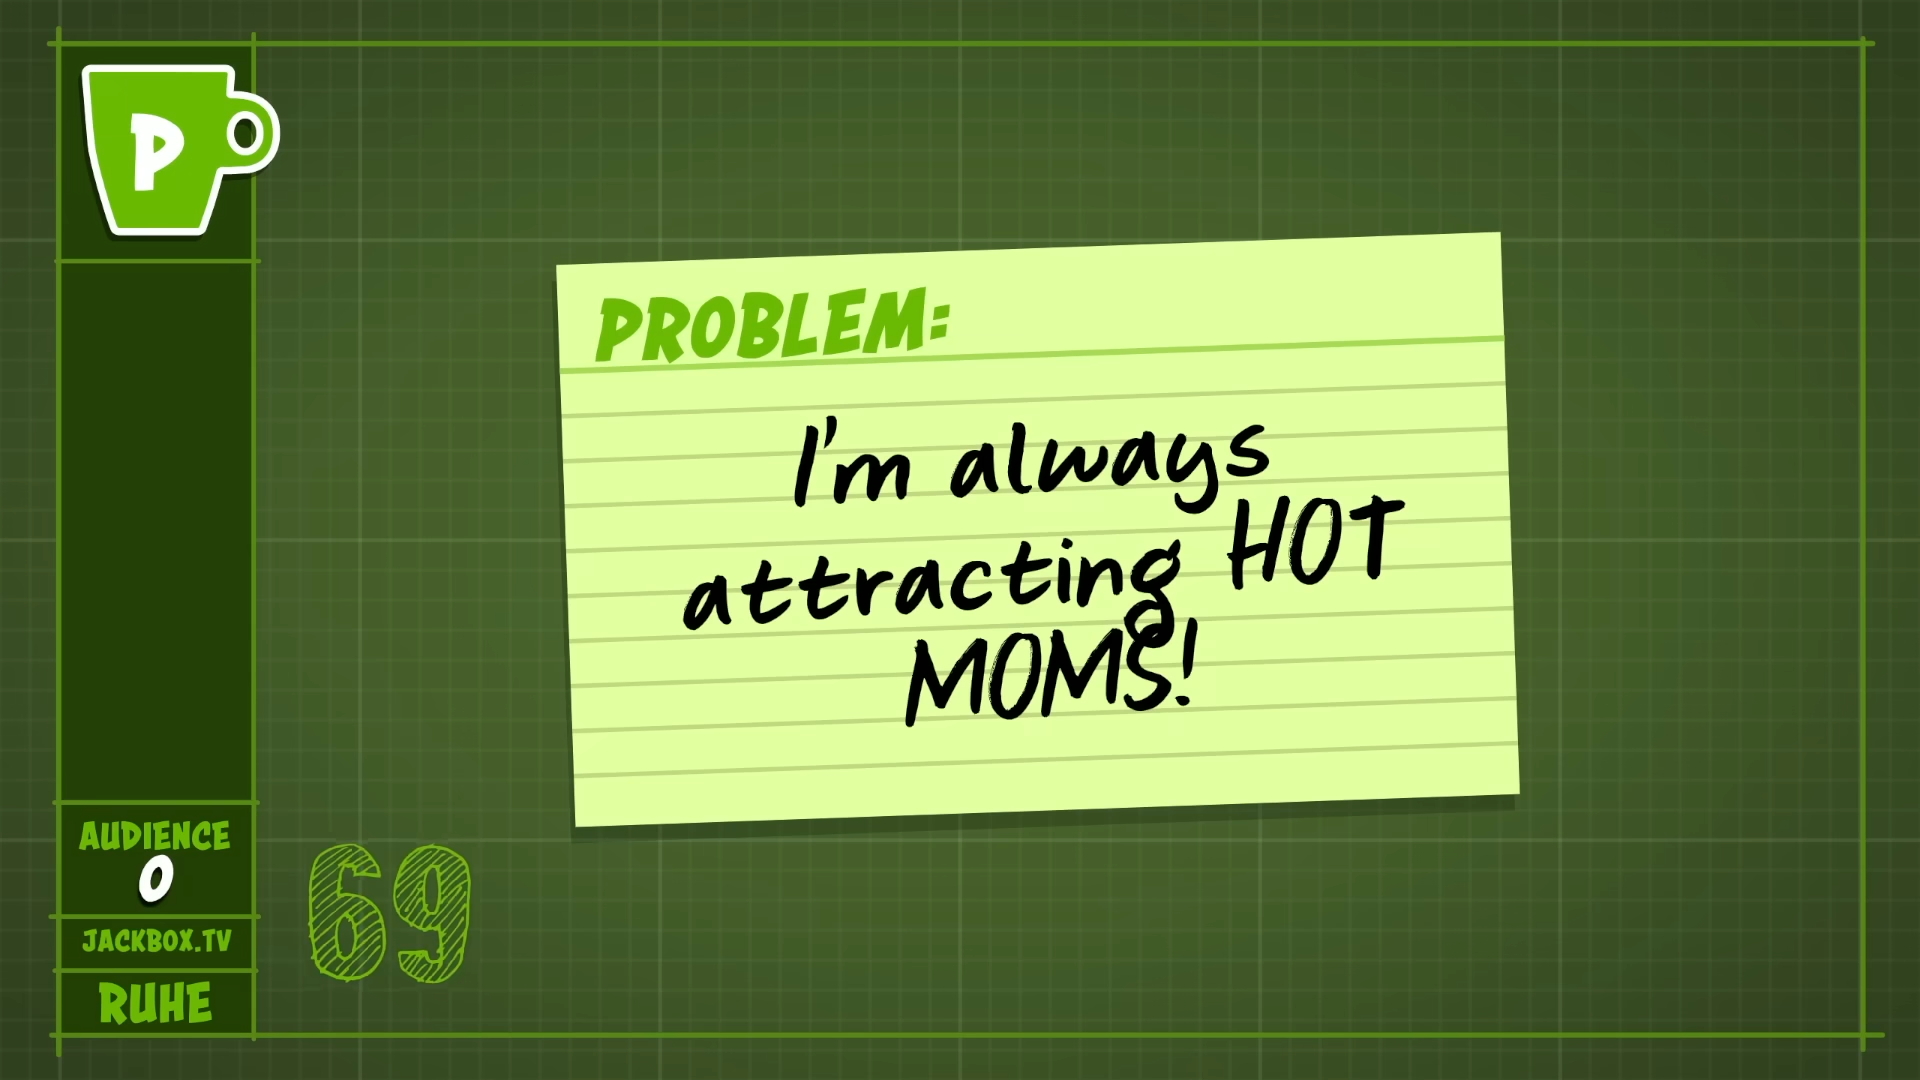 P
PROBLEM:
I'm always
attracting HOT
MOMS!
AUDIENCE
0
JACKBOX.TV
RUHE
69